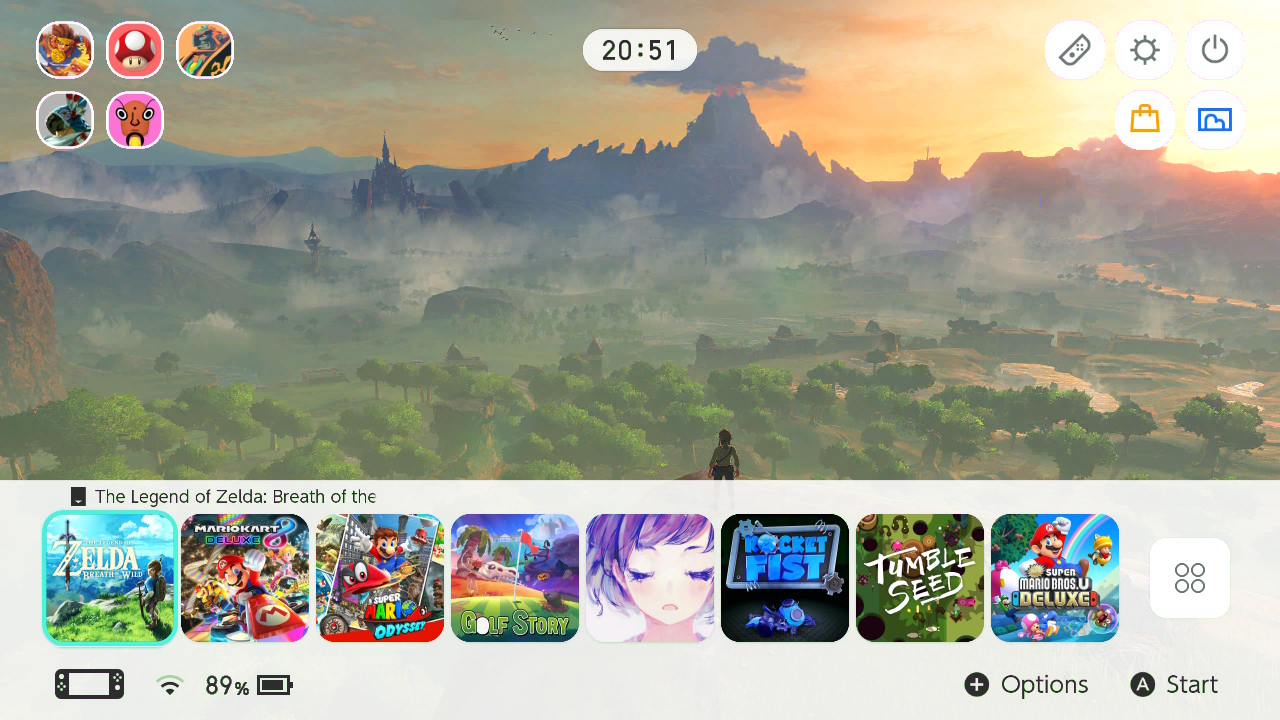 20:51
The Legend of Zelda: Breath of the
THE LEGEND OF
ZELDA
BREATH OF THE WILD
MARIOKART 8
DELUXE
SUPER
MARIO
ODYSSEY
GOLF STORY
ROCKET
FIST
TUMBLE
SEED
SUPER
MARIO BROS. U
DELUXE
89%
+ Options
A Start